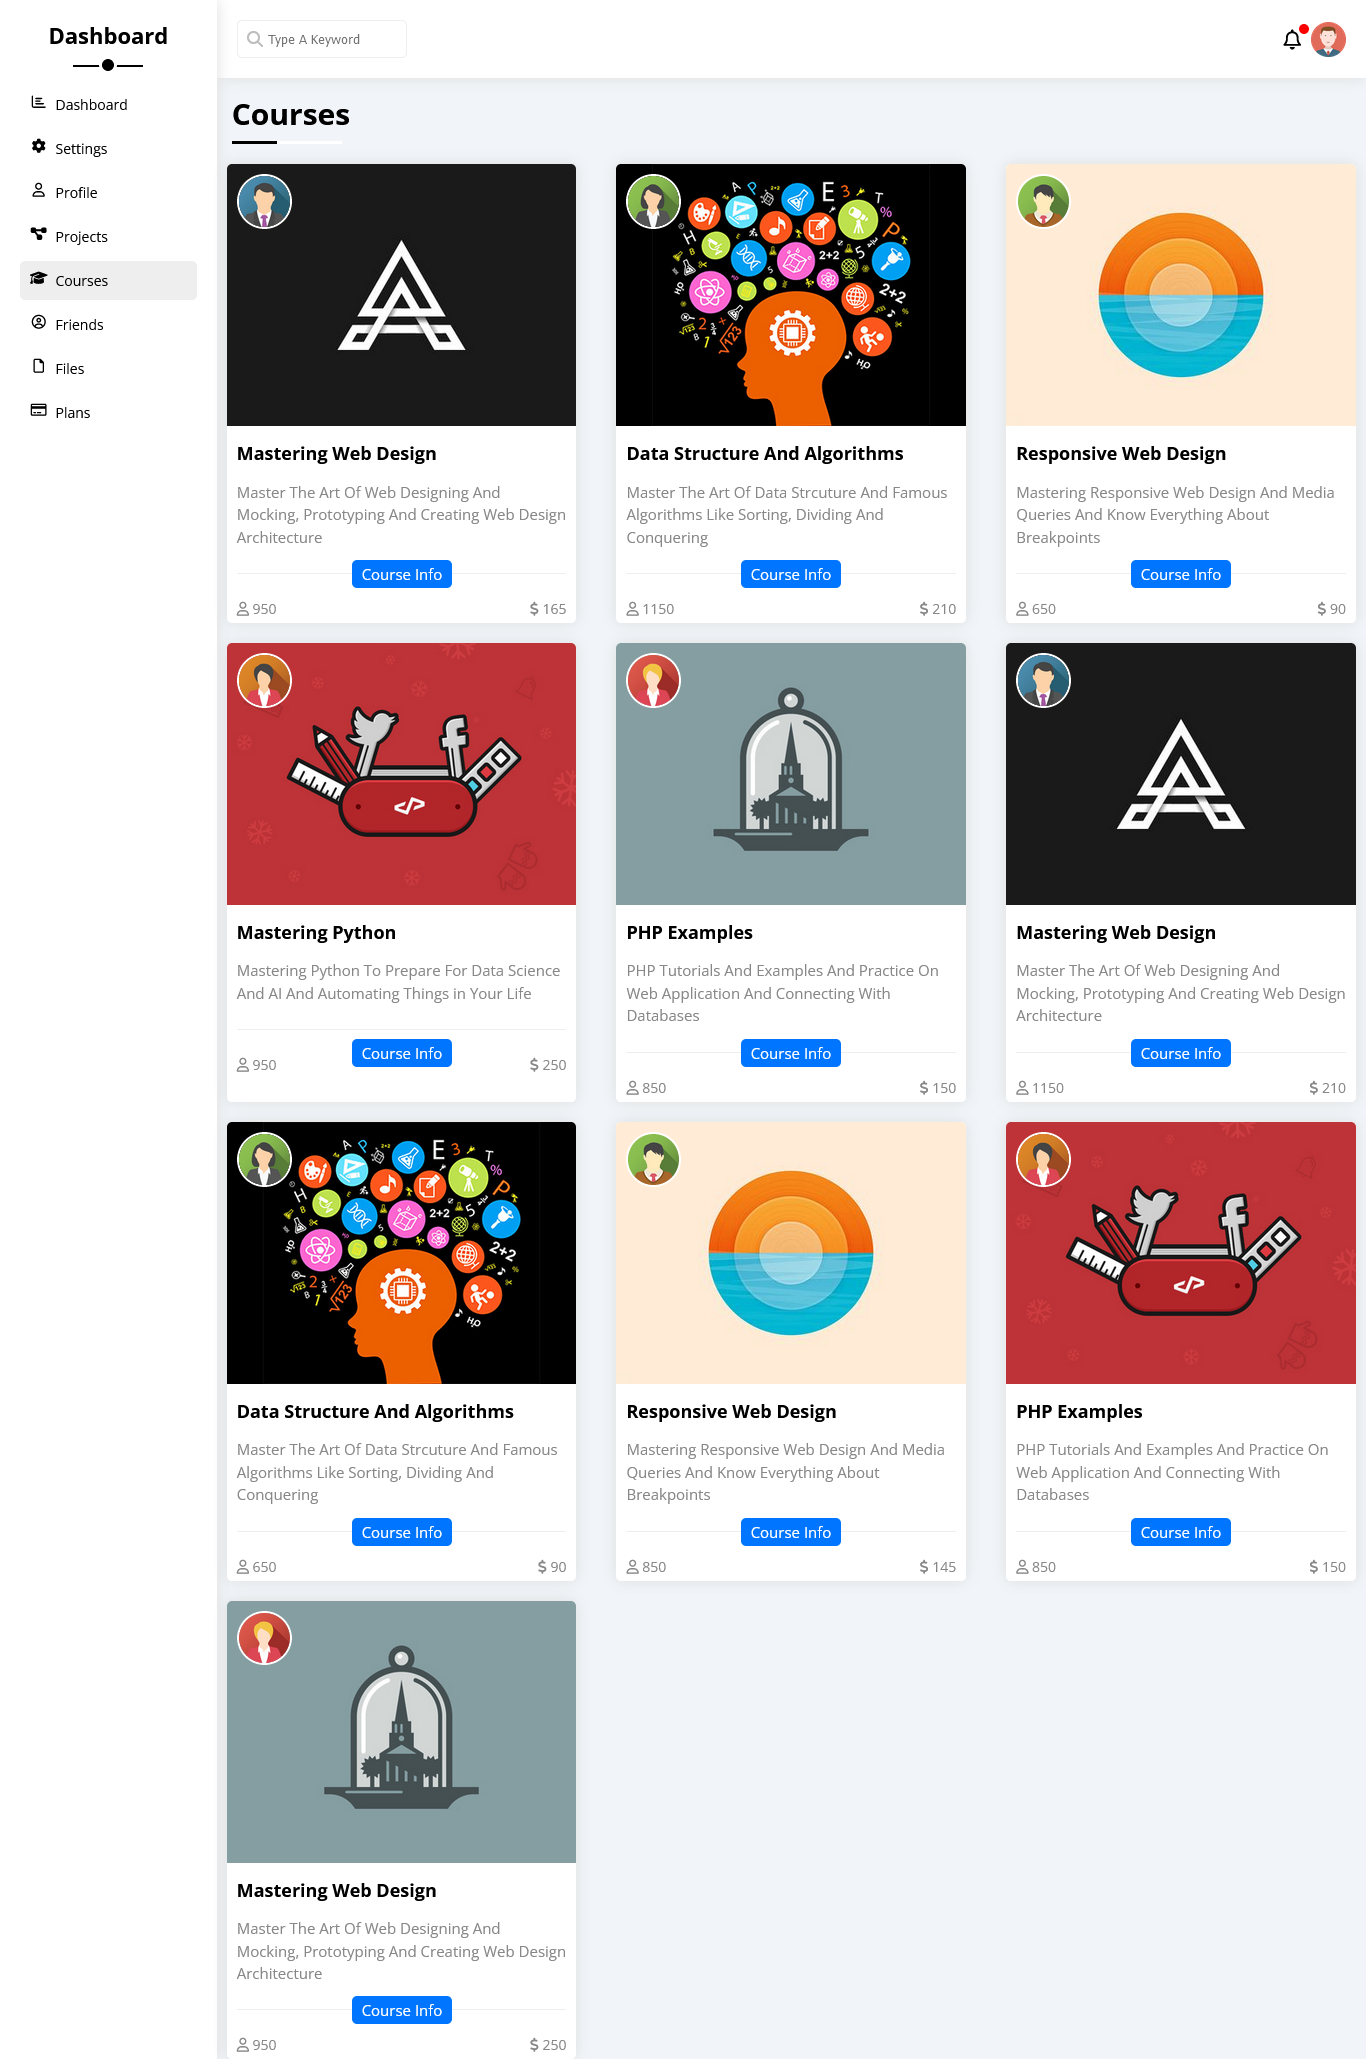 Dashboard
Dashboard
Settings
Profile
Projects
Courses
Friends
Files
Plans
Type A Keyword
Courses
Mastering Web Design
Master The Art Of Web Designing And
Mocking, Prototyping And Creating Web Design
Architecture
Course Info
950
$ 165
Data Structure And Algorithms
Master The Art Of Data Strcuture And Famous
Algorithms Like Sorting, Dividing And
Conquering
Course Info
1150
$ 210
Responsive Web Design
Mastering Responsive Web Design And Media
Queries And Know Everything About
Breakpoints
Course Info
650
$ 90
Mastering Python
Mastering Python To Prepare For Data Science
And AI And Automating Things in Your Life
Course Info
950
$ 250
PHP Examples
PHP Tutorials And Examples And Practice On
Web Application And Connecting With
Databases
Course Info
850
$ 150
Mastering Web Design
Master The Art Of Web Designing And
Mocking, Prototyping And Creating Web Design
Architecture
Course Info
1150
$ 210
Data Structure And Algorithms
Master The Art Of Data Strcuture And Famous
Algorithms Like Sorting, Dividing And
Conquering
Course Info
650
$ 90
Responsive Web Design
Mastering Responsive Web Design And Media
Queries And Know Everything About
Breakpoints
Course Info
850
$ 145
PHP Examples
PHP Tutorials And Examples And Practice On
Web Application And Connecting With
Databases
Course Info
850
$ 150
Mastering Web Design
Master The Art Of Web Designing And
Mocking, Prototyping And Creating Web Design
Architecture
Course Info
950
$ 250